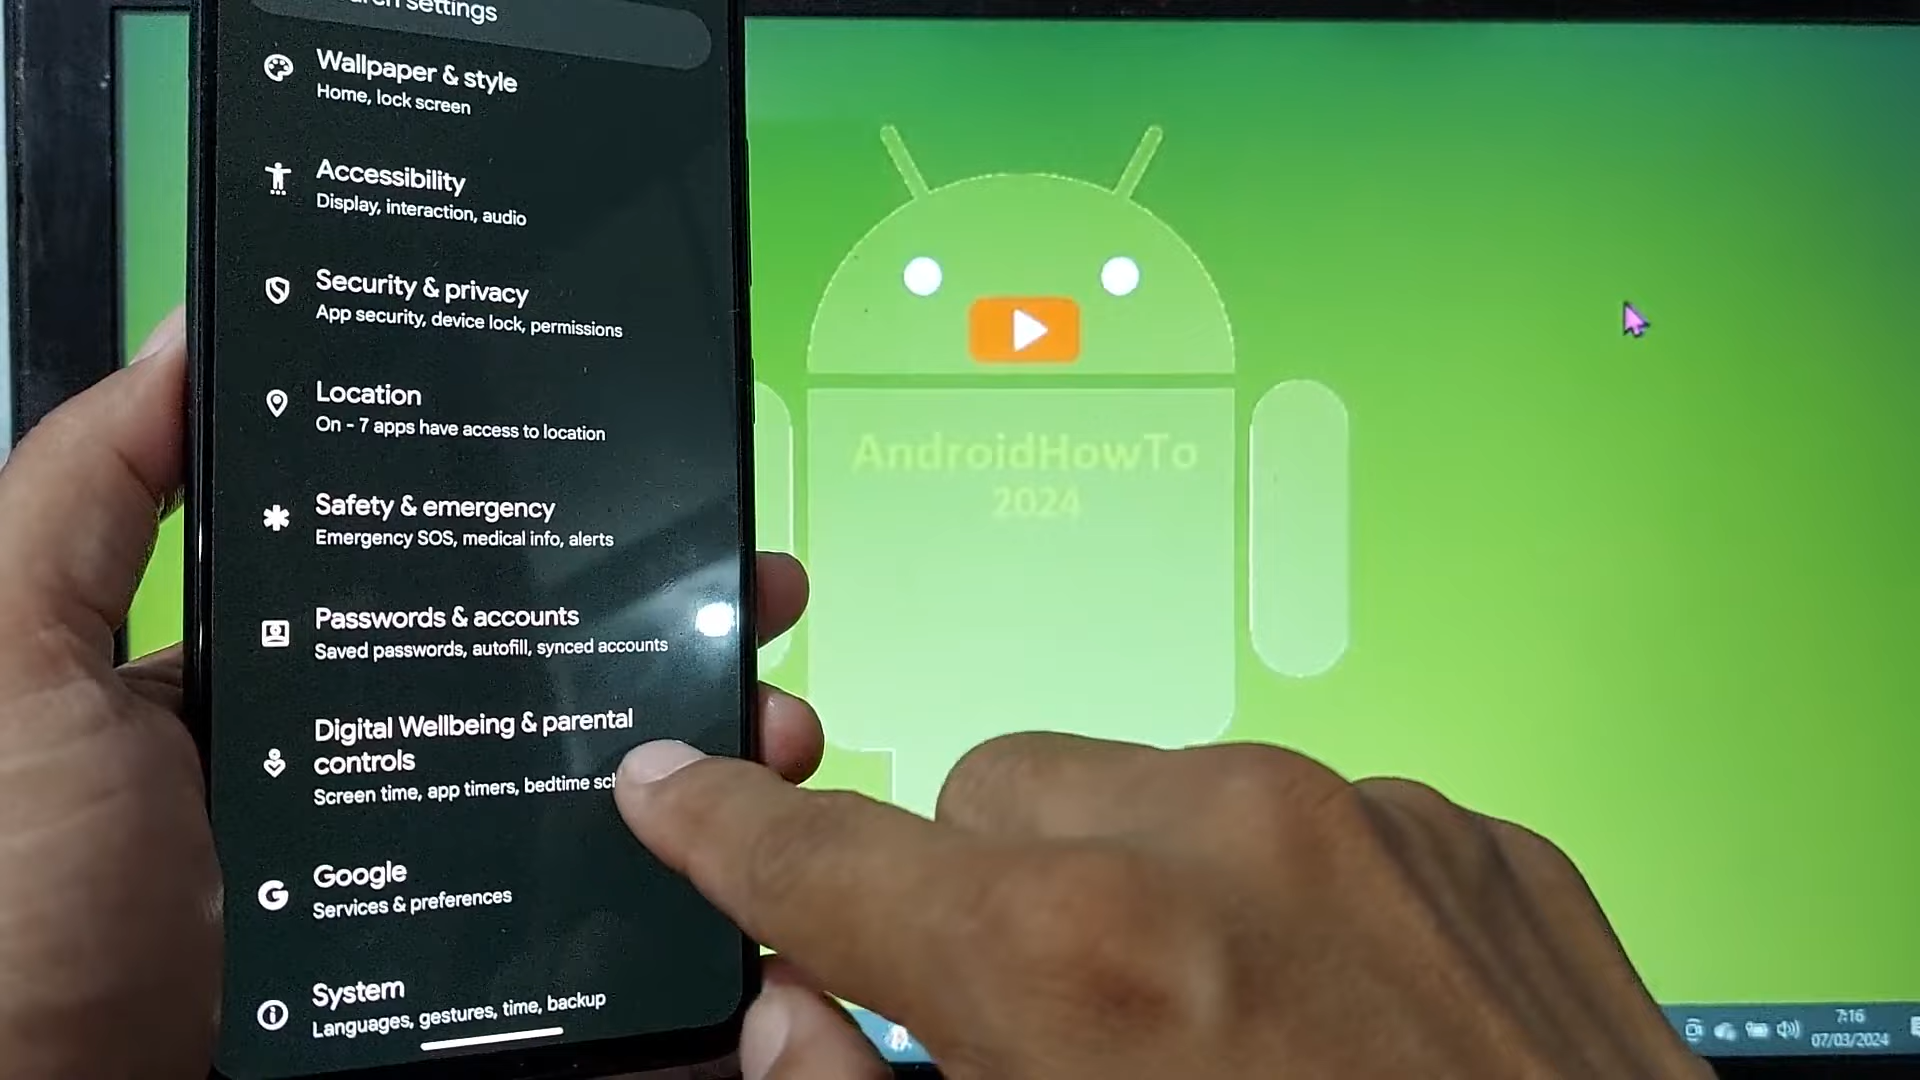 settings
Wallpaper & style
Home, lock screen
Accessibility
Display, interaction, audio
Security & privacy
App security, device lock, permissions
Location
On - 7 apps have access to location
Safety & emergency
Emergency SOS, medical info, alerts
Passwords & accounts
Saved passwords, autofill, synced accounts
Digital Wellbeing & parental
controls
Screen time, app timers, bedtime
Google
Services & preferences
System
Languages, gestures, time, backup
AndroidHowTo
2024
7:16
07/03/2024